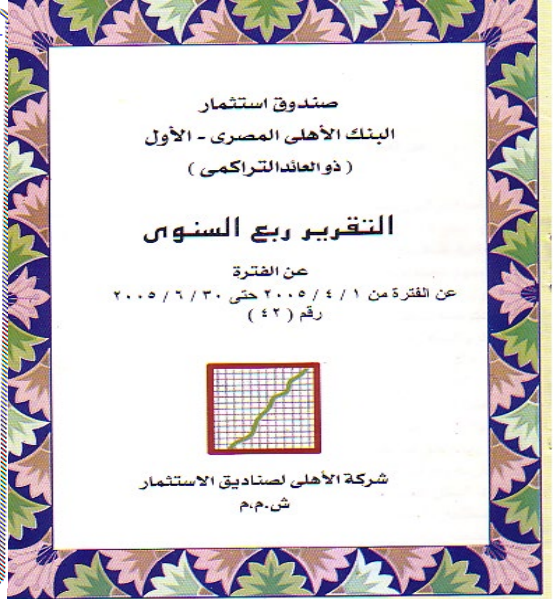 صندوق استثمار
البنك الأهلى المصرى - الأول
( ذو العائد التراكمى )
التقرير ربع السنوى
عن الفترة
عن الفترة من ١ / ٤ / ٢٠٠٥ حتى ٣٠ / ٦ / ٢٠٠٥
رقم ( ٤٢ )
شركة الأهلى لصناديق الاستثمار
ش.م.م